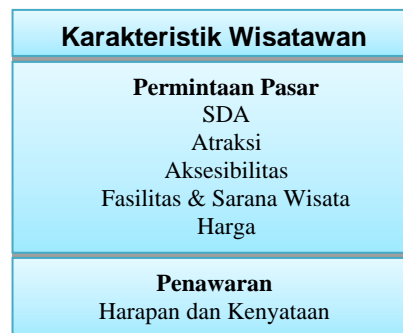 Karakteristik Wisatawan
Permintaan Pasar
SDA
Atraksi
Aksesibilitas
Fasilitas & Sarana Wisata
Harga
Penawaran
Harapan dan Kenyataan